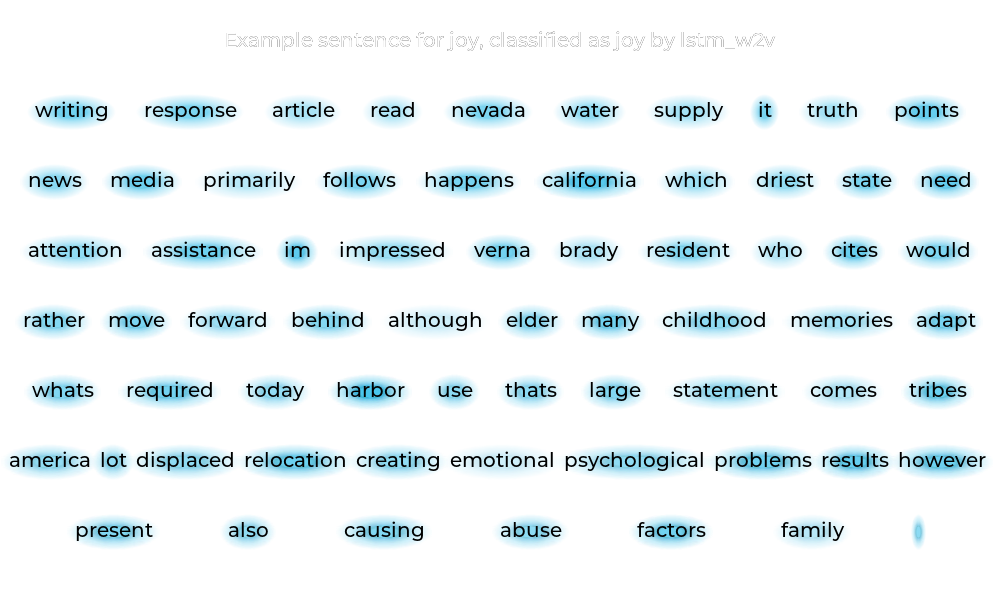 Example sentence for joy, classified as joy by lstm_w2v
writing response article read nevada water supply it truth points
news media primarily follows happens california which driest state need
attention assistance im impressed verna brady resident who cites would
rather move forward behind although elder many childhood memories adapt
whats required today harbor use thats large statement comes tribes
america lot displaced relocation creating emotional psychological problems results however
present also causing abuse factors family